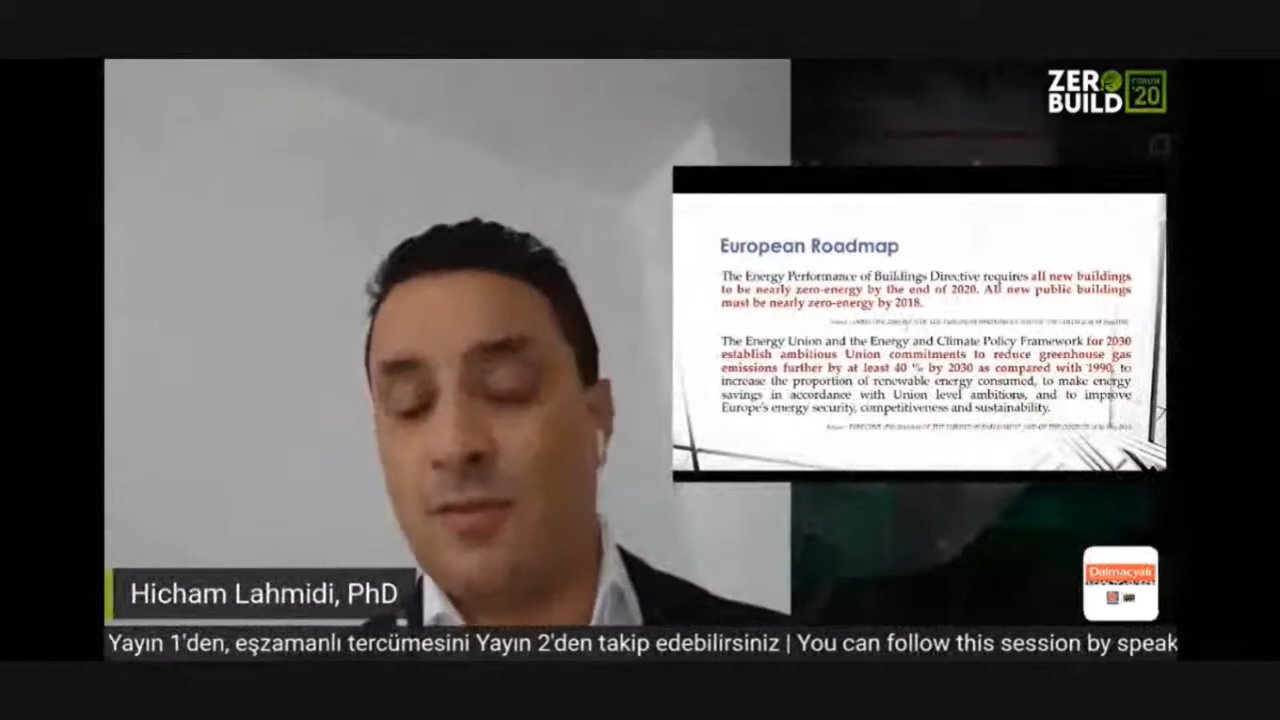 ZERO
BUILD
FORUM
'20
European Roadmap
The Energy Performance of Buildings Directive requires all new buildings
to be nearly zero-energy by the end of 2020. All new public buildings
must be nearly zero-energy by 2018.
The Energy Union and the Energy and Climate Policy Framework for 2030
establish ambitious Union commitments to reduce greenhouse gas
emissions further by at least 40 % by 2030 as compared with 1990, to
increase the proportion of renewable energy consumed, to make energy
savings in accordance with Union level ambitions, and to improve
Europe's energy security, competitiveness and sustainability.
Dalmaçyalı
Hicham Lahmidi, PhD
Yayın 1'den, eşzamanlı tercümesini Yayın 2'den takip edebilirsiniz | You can follow this session by speak